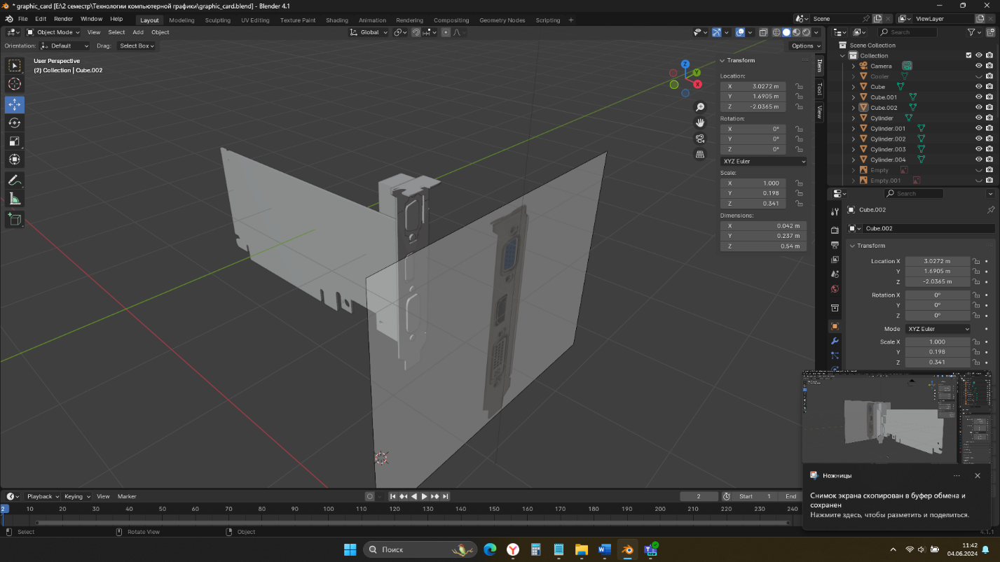 * graphic_card [E:\2 семестр\Технологии компьютерной графики\graphic_card.blend] - Blender 4.1
File Edit Render Window Help
Layout Modeling Sculpting UV Editing Texture Paint Shading Animation Rendering Compositing Geometry Nodes Scripting +
Scene
ViewLayer
Object Mode View Select Add Object
Global
Search
Orientation: Default Drag: Select Box
Options
User Perspective
(2) Collection | Cube.002
Z
Y
X
Transform
Location:
X 3.0272 m
Y 1.6905 m
Z -2.0365 m
Rotation:
X 0°
Y 0°
Z 0°
XYZ Euler
Scale:
X 1.000
Y 0.198
Z 0.341
Dimensions:
X 0.042 m
Y 0.237 m
Z 0.54 m
Item
Tool
View
Scene Collection
Collection
Camera
Cooler
Cube
Cube.001
Cube.002
Cylinder
Cylinder.001
Cylinder.002
Cylinder.003
Cylinder.004
Empty
Empty.001
Search
Cube.002
Cube.002
Transform
Location X 3.0272 m
Y 1.6905 m
Z -2.0365 m
Rotation X 0°
Y 0°
Z 0°
Mode XYZ Euler
Scale X 1.000
Y 0.198
Z 0.341
Ножницы
Снимок экрана скопирован в буфер обмена и
сохранен
Нажмите здесь, чтобы разметить и поделиться.
Playback Keying View Marker
2 Start 1 End
2 10 20 30 40 50 60 70 80 90 100 110 120 130 140 150 160 170 180 190 200 210 220 230 240
Select Rotate View Object
4.1.1
Поиск
11:42
04.06.2024